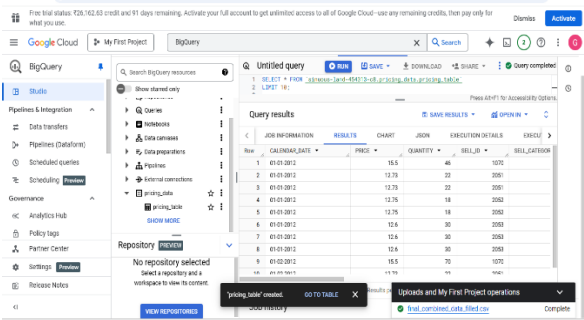 Free trial status: ₹26,162.63 credit and 91 days remaining. Activate your full account to get unlimited access to all of Google Cloud—use any remaining credits, then pay only for what you use.
Dismiss
Activate
Google Cloud
My First Project
BigQuery
Search
2
G
BigQuery
Studio
Pipelines & Integration
Data transfers
Pipelines (Dataform)
Scheduled queries
Scheduling Preview
Governance
Analytics Hub
Policy tags
Partner Center
Settings Preview
Release Notes
Search BigQuery resources
Show starred only
Queries
Notebooks
Data canvases
Data preparations
Pipelines
External connections
pricing_data
pricing_table
SHOW MORE
Repository PREVIEW
No repository selected
Select a repository and a
workspace to view its content.
VIEW REPOSITORIES
Untitled query
RUN
SAVE
DOWNLOAD
SHARE
Query completed
1 SELECT * FROM
2 LIMIT 10;
Press Alt+F1 for Accessibility Options.
Query results
SAVE RESULTS
OPEN IN
JOB INFORMATION RESULTS CHART JSON EXECUTION DETAILS
Row CALENDAR_DATE PRICE QUANTITY SELL_ID SELL_CATEGOR
1 01-01-2012 15.5 46 1070
2 01-01-2012 12.73 22 2051
3 01-01-2012 12.73 22 2051
4 01-01-2012 12.75 18 2052
5 01-01-2012 12.75 18 2052
6 01-01-2012 12.6 30 2053
7 01-01-2012 12.6 30 2053
8 01-01-2012 12.6 30 2053
9 01-02-2012 15.5 70 1070
"pricing_table" created. GO TO TABLE X
Uploads and My First Project operations
final_combined_data_filled.csv Complete
Job history